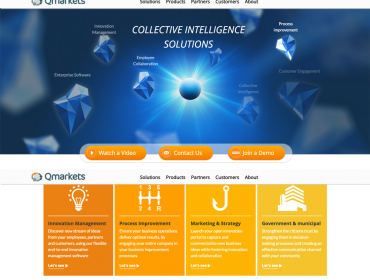 Qmarkets
Solutions Products Partners Customers About
COLLECTIVE INTELLIGENCE
SOLUTIONS
Innovation
Management
Process
Improvement
Employee
Collaboration
Enterprise Software
Customer Engagement
Collective
Intelligence
Watch a Video
Contact Us
Join a Demo
Qmarkets
Solutions Products Partners Customers About
Innovation Management
Discover new stream of ideas
from your employees, partners
and customers, using our flexible
end-to-end innovation
management software
Let's see
Process Improvement
Ensure your business operations
deliver optimal results, by
engaging your entire company in
your business improvement
processes
Let's see
Marketing & Strategy
Launch your open innovation
portal to capture and
new business
ideas while fostering innovation
and collaboration
Let's see
Government & municipal
Strengthen the citizens trust by
engaging them in decision-
making processes and creating an
effective communication channel
with your community.
Let's see